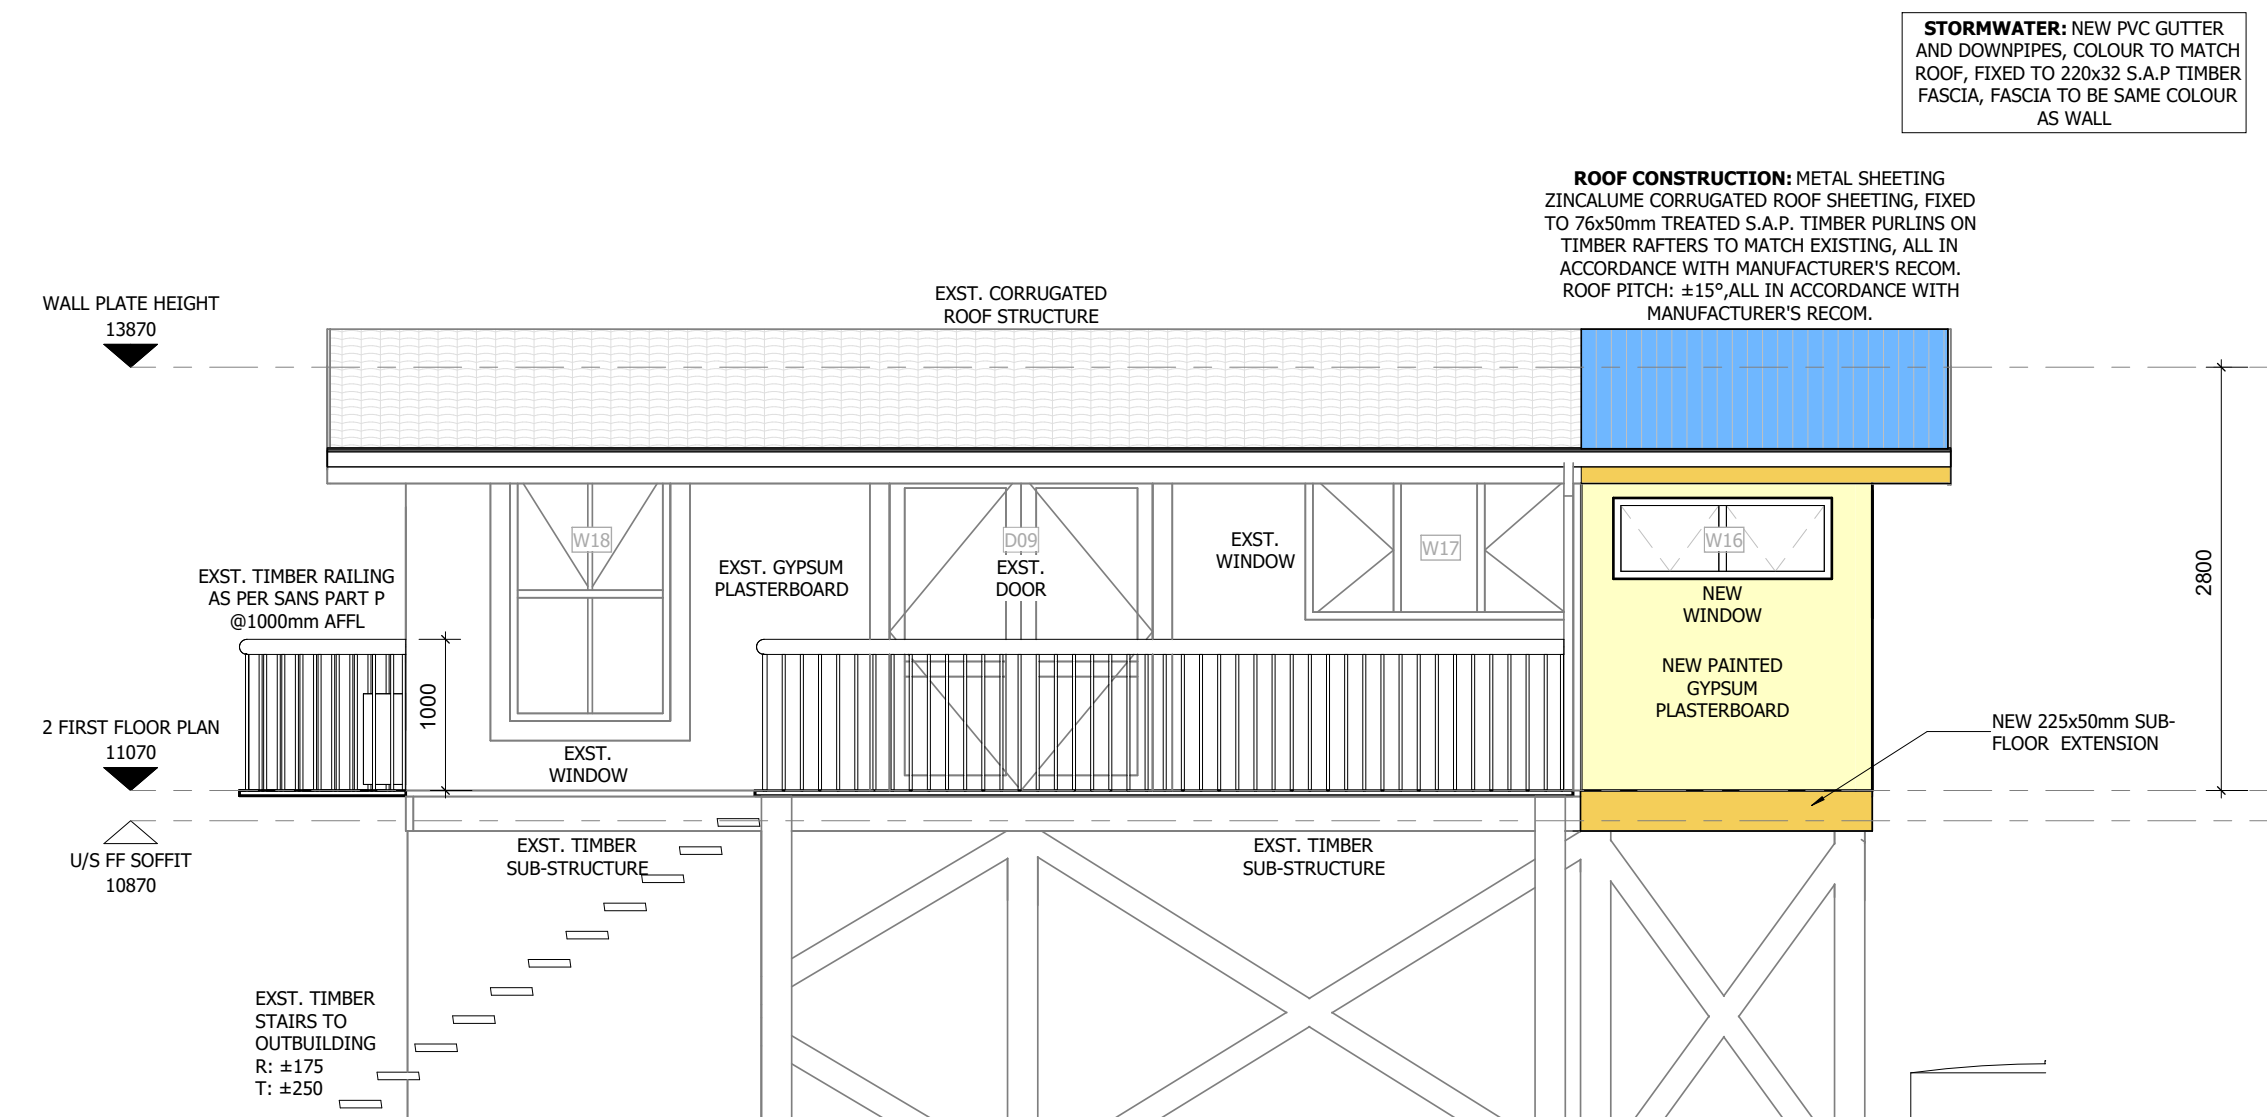 STORMWATER: NEW PVC GUTTER
AND DOWNPIPES, COLOUR TO MATCH
ROOF, FIXED TO 220x32 S.A.P TIMBER
FASCIA, FASCIA TO BE SAME COLOUR
AS WALL
ROOF CONSTRUCTION: METAL SHEETING
ZINCALUME CORRUGATED ROOF SHEETING, FIXED
TO 76x50mm TREATED S.A.P. TIMBER PURLINS ON
TIMBER RAFTERS TO MATCH EXISTING, ALL IN
ACCORDANCE WITH MANUFACTURER'S RECOM.
ROOF PITCH: ±15°,ALL IN ACCORDANCE WITH
MANUFACTURER'S RECOM.
WALL PLATE HEIGHT
13870
EXST. CORRUGATED
ROOF STRUCTURE
W18
D09
W17
W16
EXST. TIMBER RAILING
AS PER SANS PART P
@1000mm AFFL
EXST. GYPSUM
PLASTERBOARD
EXST.
DOOR
EXST.
WINDOW
NEW
WINDOW
2800
NEW PAINTED
GYPSUM
PLASTERBOARD
1000
2 FIRST FLOOR PLAN
11070
EXST.
WINDOW
NEW 225x50mm SUB-
FLOOR EXTENSION
U/S FF SOFFIT
10870
EXST. TIMBER
SUB-STRUCTURE
EXST. TIMBER
SUB-STRUCTURE
EXST. TIMBER
STAIRS TO
OUTBUILDING
R: ±175
T: ±250